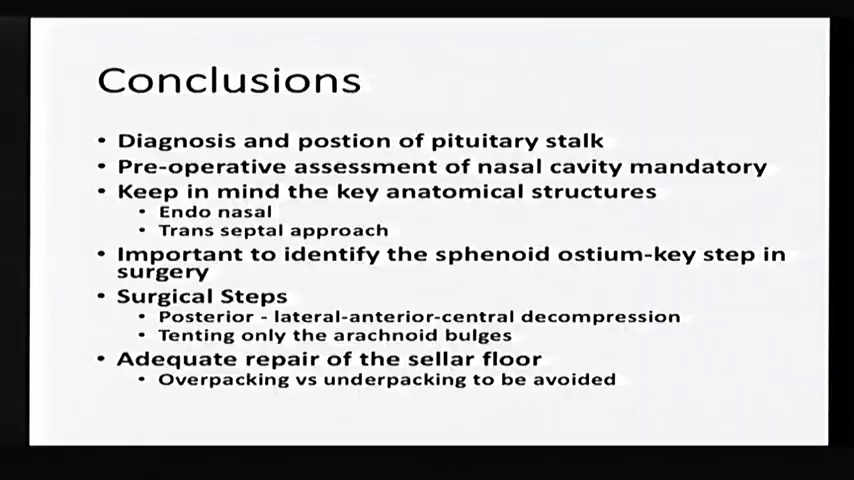 Conclusions
• Diagnosis and postion of pituitary stalk
• Pre-operative assessment of nasal cavity mandatory
• Keep in mind the key anatomical structures
• Endo nasal
• Trans septal approach
• Important to identify the sphenoid ostium-key step in
surgery
• Surgical Steps
• Posterior - lateral-anterior-central decompression
• Tenting only the arachnoid bulges
• Adequate repair of the sellar floor
• Overpacking vs underpacking to be avoided